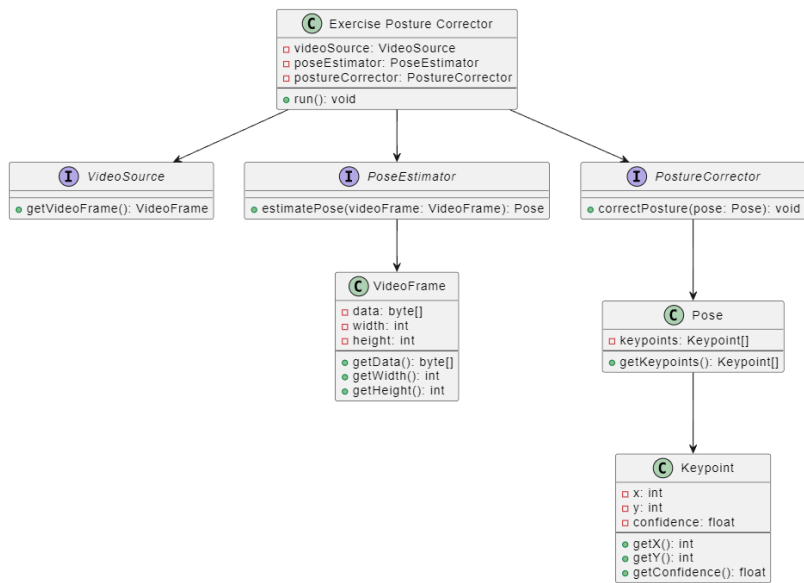 C Exercise Posture Corrector
videoSource: VideoSource
poseEstimator: PoseEstimator
postureCorrector: PostureCorrector
run(): void
I VideoSource
getVideoFrame(): VideoFrame
I PoseEstimator
estimatePose(videoFrame: VideoFrame): Pose
I PostureCorrector
correctPosture(pose: Pose): void
C VideoFrame
data: byte[]
width: int
height: int
getData(): byte[]
getWidth(): int
getHeight(): int
C Pose
keypoints: Keypoint[]
getKeypoints(): Keypoint[]
C Keypoint
x: int
y: int
confidence: float
getX(): int
getY(): int
getConfidence(): float